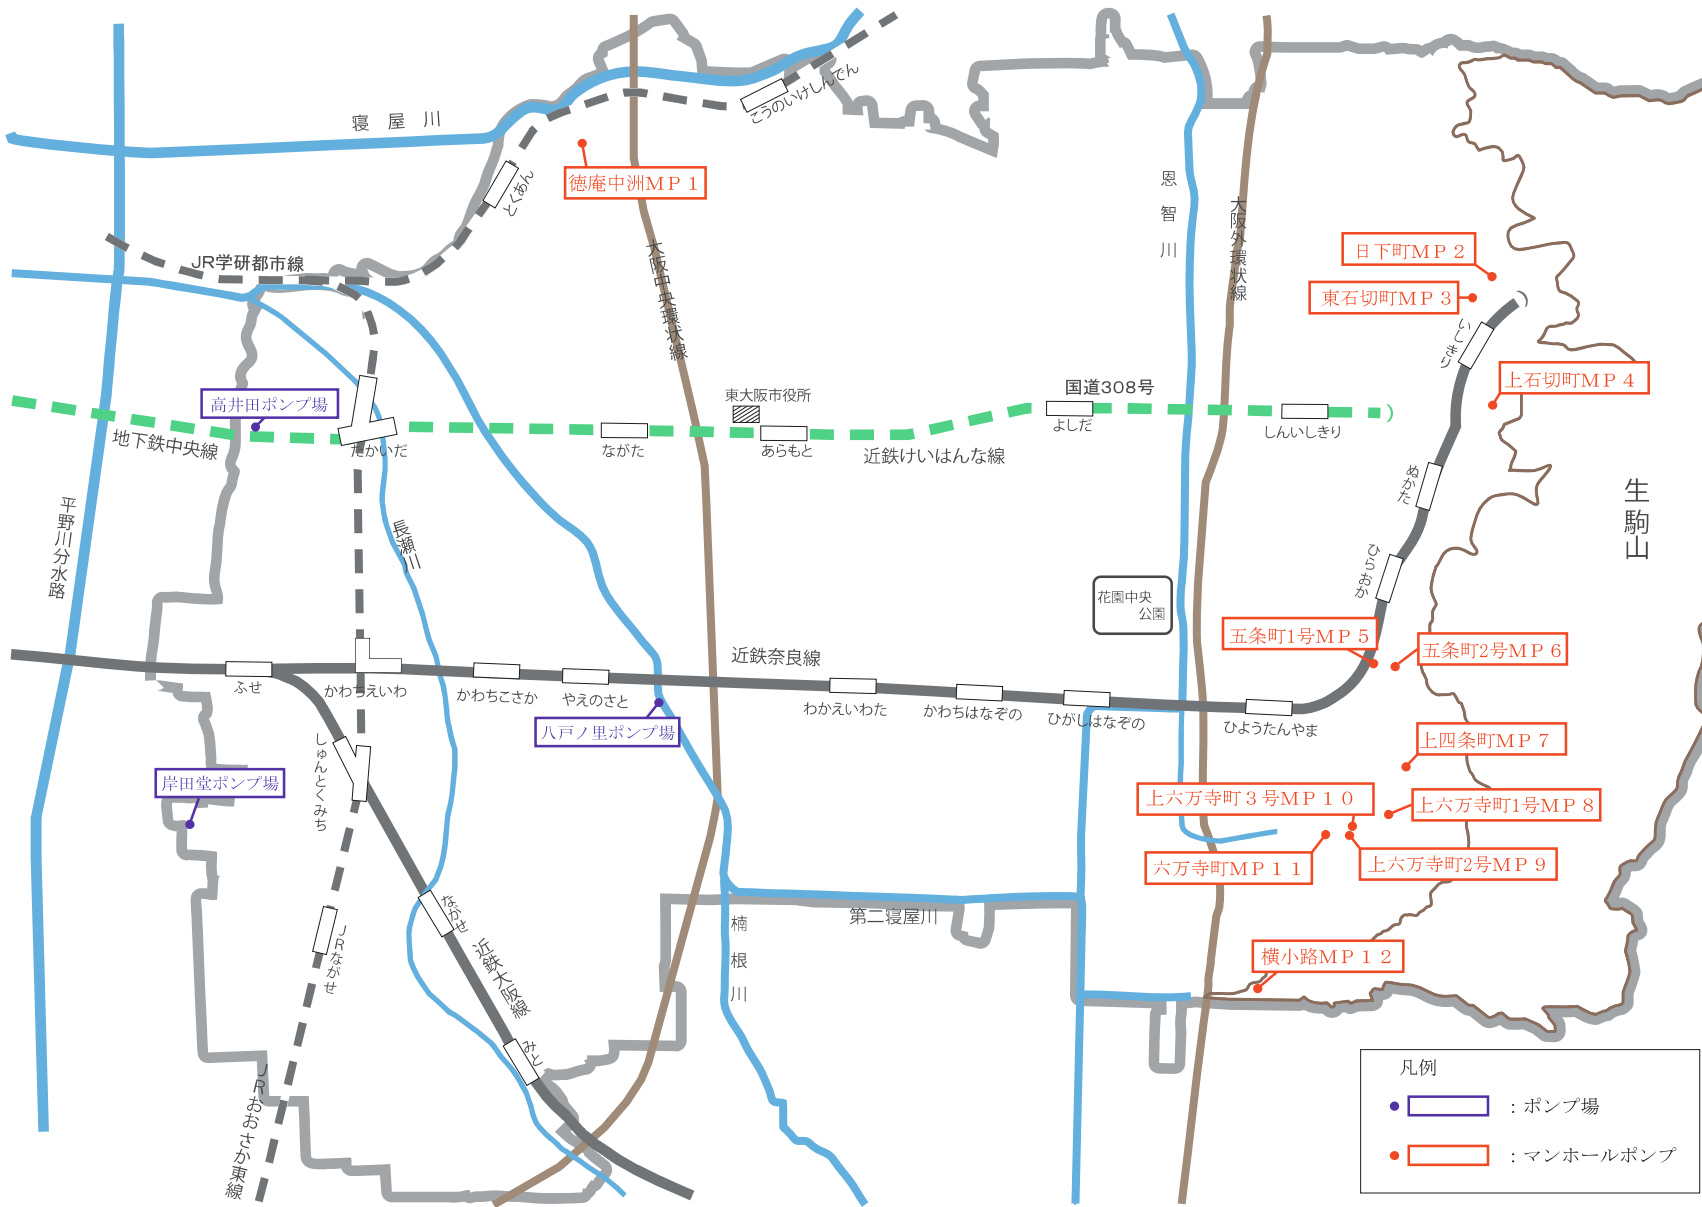 こうのいけしんでん
寝屋川
徳庵中洲MP1
とくあん
恩智川
大阪外環状線
大阪中央環状線
JR学研都市線
日下町MP2
東石切町MP3
いしきり
上石切町MP4
国道308号
東大阪市役所
高井田ポンプ場
地下鉄中央線
たかいだ
ながた
あらもと
近鉄けいはんな線
よしだ
しんいしきり
ぬかた
生駒山
平野川分水路
長瀬川
ひらおか
花園中央
公園
五条町1号MP5
五条町2号MP6
近鉄奈良線
ふせ
かわちえいわ
かわちこさか
やえのさと
わかえいわた
かわちはなぞの
ひがしはなぞの
ひょうたんやま
八戸ノ里ポンプ場
しゅんとくみち
岸田堂ポンプ場
上四条町MP7
上六万寺町3号MP10
上六万寺町1号MP8
六万寺町MP11
上六万寺町2号MP9
ながせ
第二寝屋川
楠根川
JRながせ
近鉄大阪線
横小路MP12
みと
JRおおさか東線
凡例
：ポンプ場
：マンホールポンプ